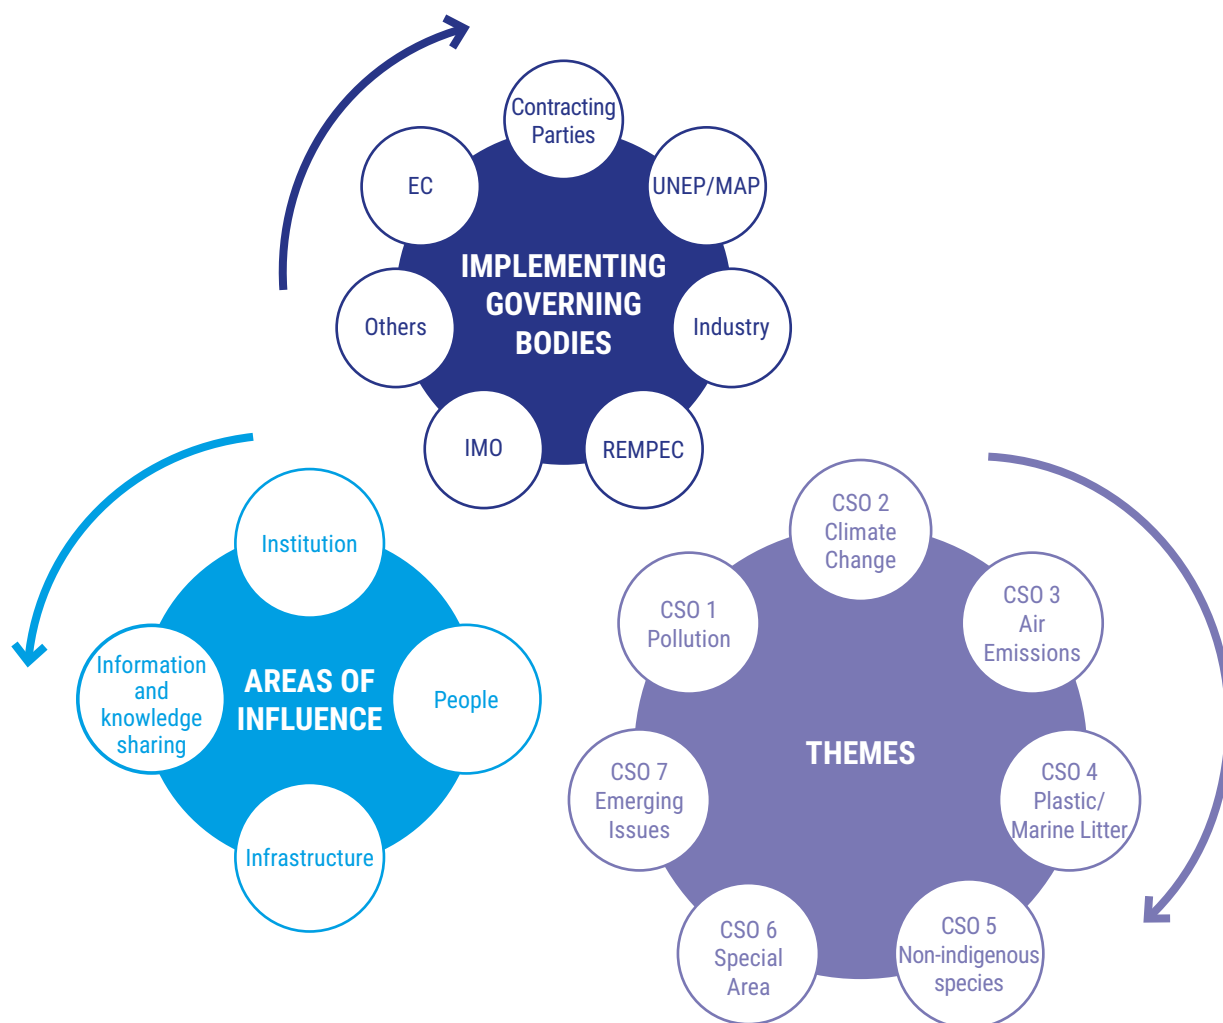 Contracting
Parties
EC
UNEP/MAP
IMPLEMENTING
GOVERNING
BODIES
Others
Industry
IMO
REMPEC
Institution
Information
and
knowledge
sharing
AREAS OF
INFLUENCE
People
Infrastructure
CSO 2
Climate
Change
CSO 1
Pollution
CSO 3
Air
Emissions
THEMES
CSO 7
Emerging
Issues
CSO 4
Plastic/
Marine Litter
CSO 6
Special
Area
CSO 5
Non-indigenous
species